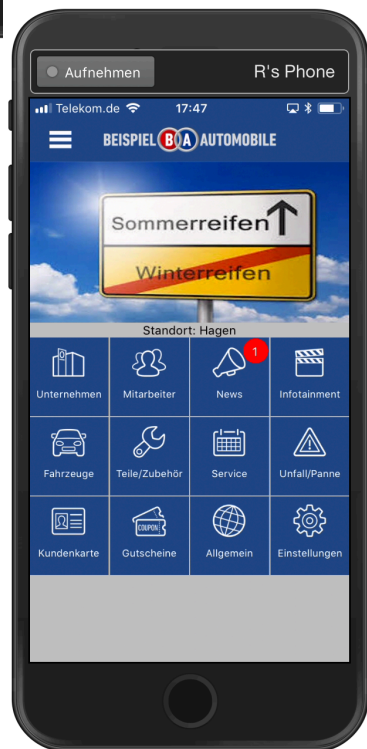 Aufnehmen R's Phone
Telekom.de 17:47
BEISPIEL B A AUTOMOBILE
Sommerreifen
Winterreifen
Standort: Hagen
1
Unternehmen Mitarbeiter News Infotainment
Fahrzeuge Teile/Zubehör Service Unfall/Panne
COUPON
Kundenkarte Gutscheine Allgemein Einstellungen